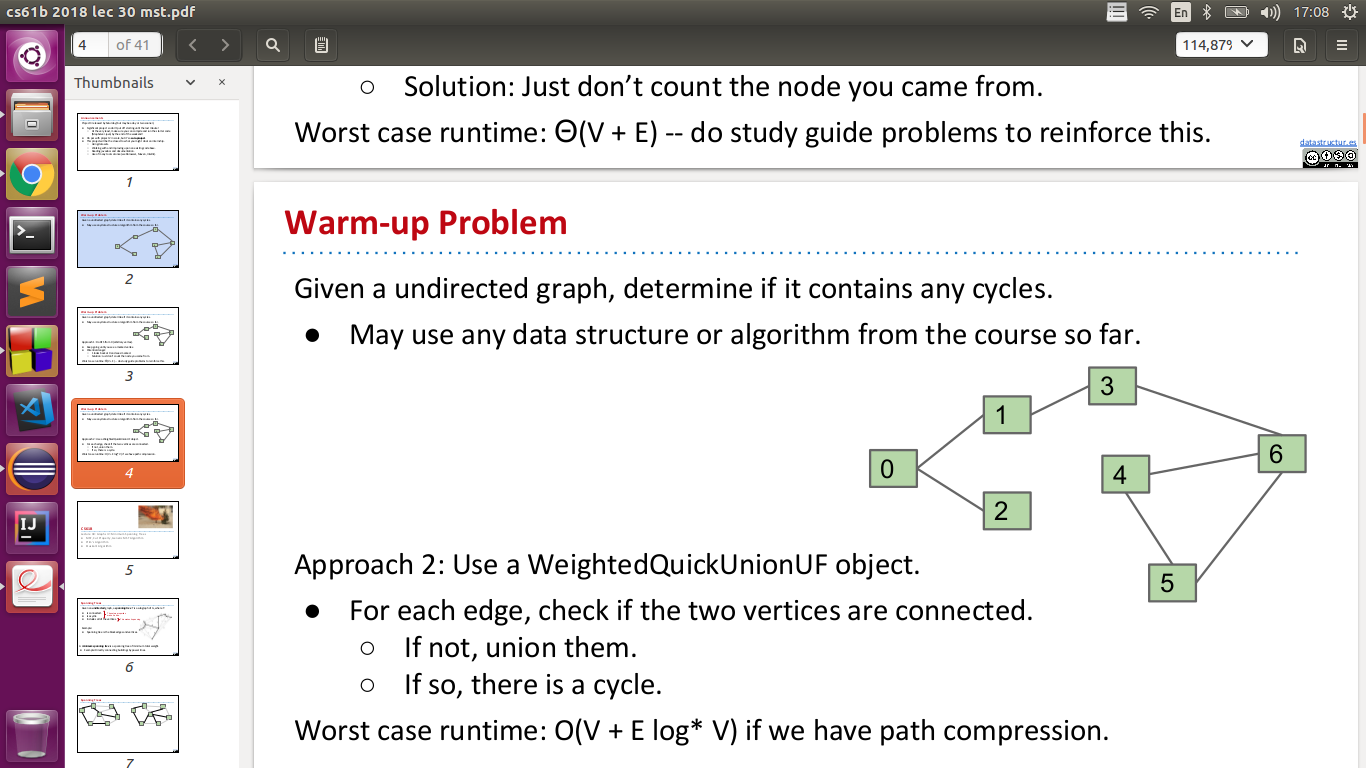 cs61b 2018 lec 30 mst.pdf
En
17:08
4 of 41
114,87%
Thumbnails
×
1
2
3
4
5
6
7
○ Solution: Just don’t count the node you came from.
Worst case runtime: Θ(V + E) -- do study guide problems to reinforce this.
datastructur.es
Warm-up Problem
Given a undirected graph, determine if it contains any cycles.
● May use any data structure or algorithm from the course so far.
3
1
6
0
4
2
5
Approach 2: Use a WeightedQuickUnionUF object.
● For each edge, check if the two vertices are connected.
○ If not, union them.
○ If so, there is a cycle.
Worst case runtime: O(V + E log* V) if we have path compression.